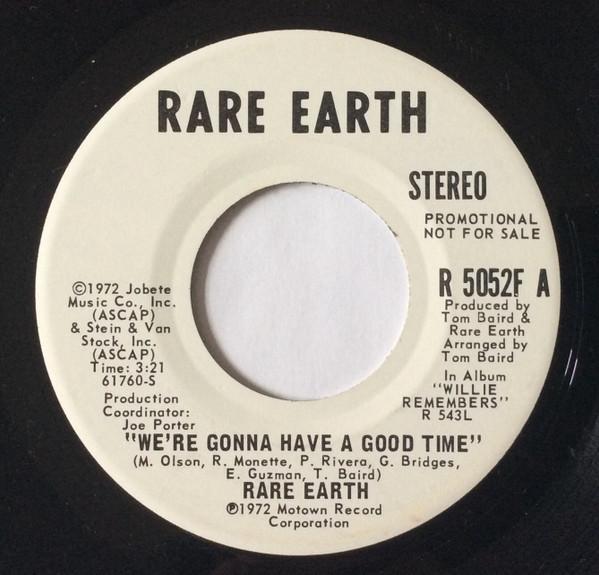 RARE EARTH
STEREO
PROMOTIONAL
NOT FOR SALE
©1972 Jobete
Music Co., Inc.
(ASCAP)
& Stein & Van
Stock, Inc.
(ASCAP)
Time: 3:21
61760-S
Production
Coordinator:
Joe Porter
R 5052F A
Produced by
Tom Baird &
Rare Earth
Arranged by
Tom Baird
In Album
"WILLIE
REMEMBERS"
R 543L
"WE'RE GONNA HAVE A GOOD TIME"
(M. Olson, R. Monette, P. Rivera, G. Bridges,
E. Guzman, T. Baird)
RARE EARTH
℗1972 Motown Record
Corporation